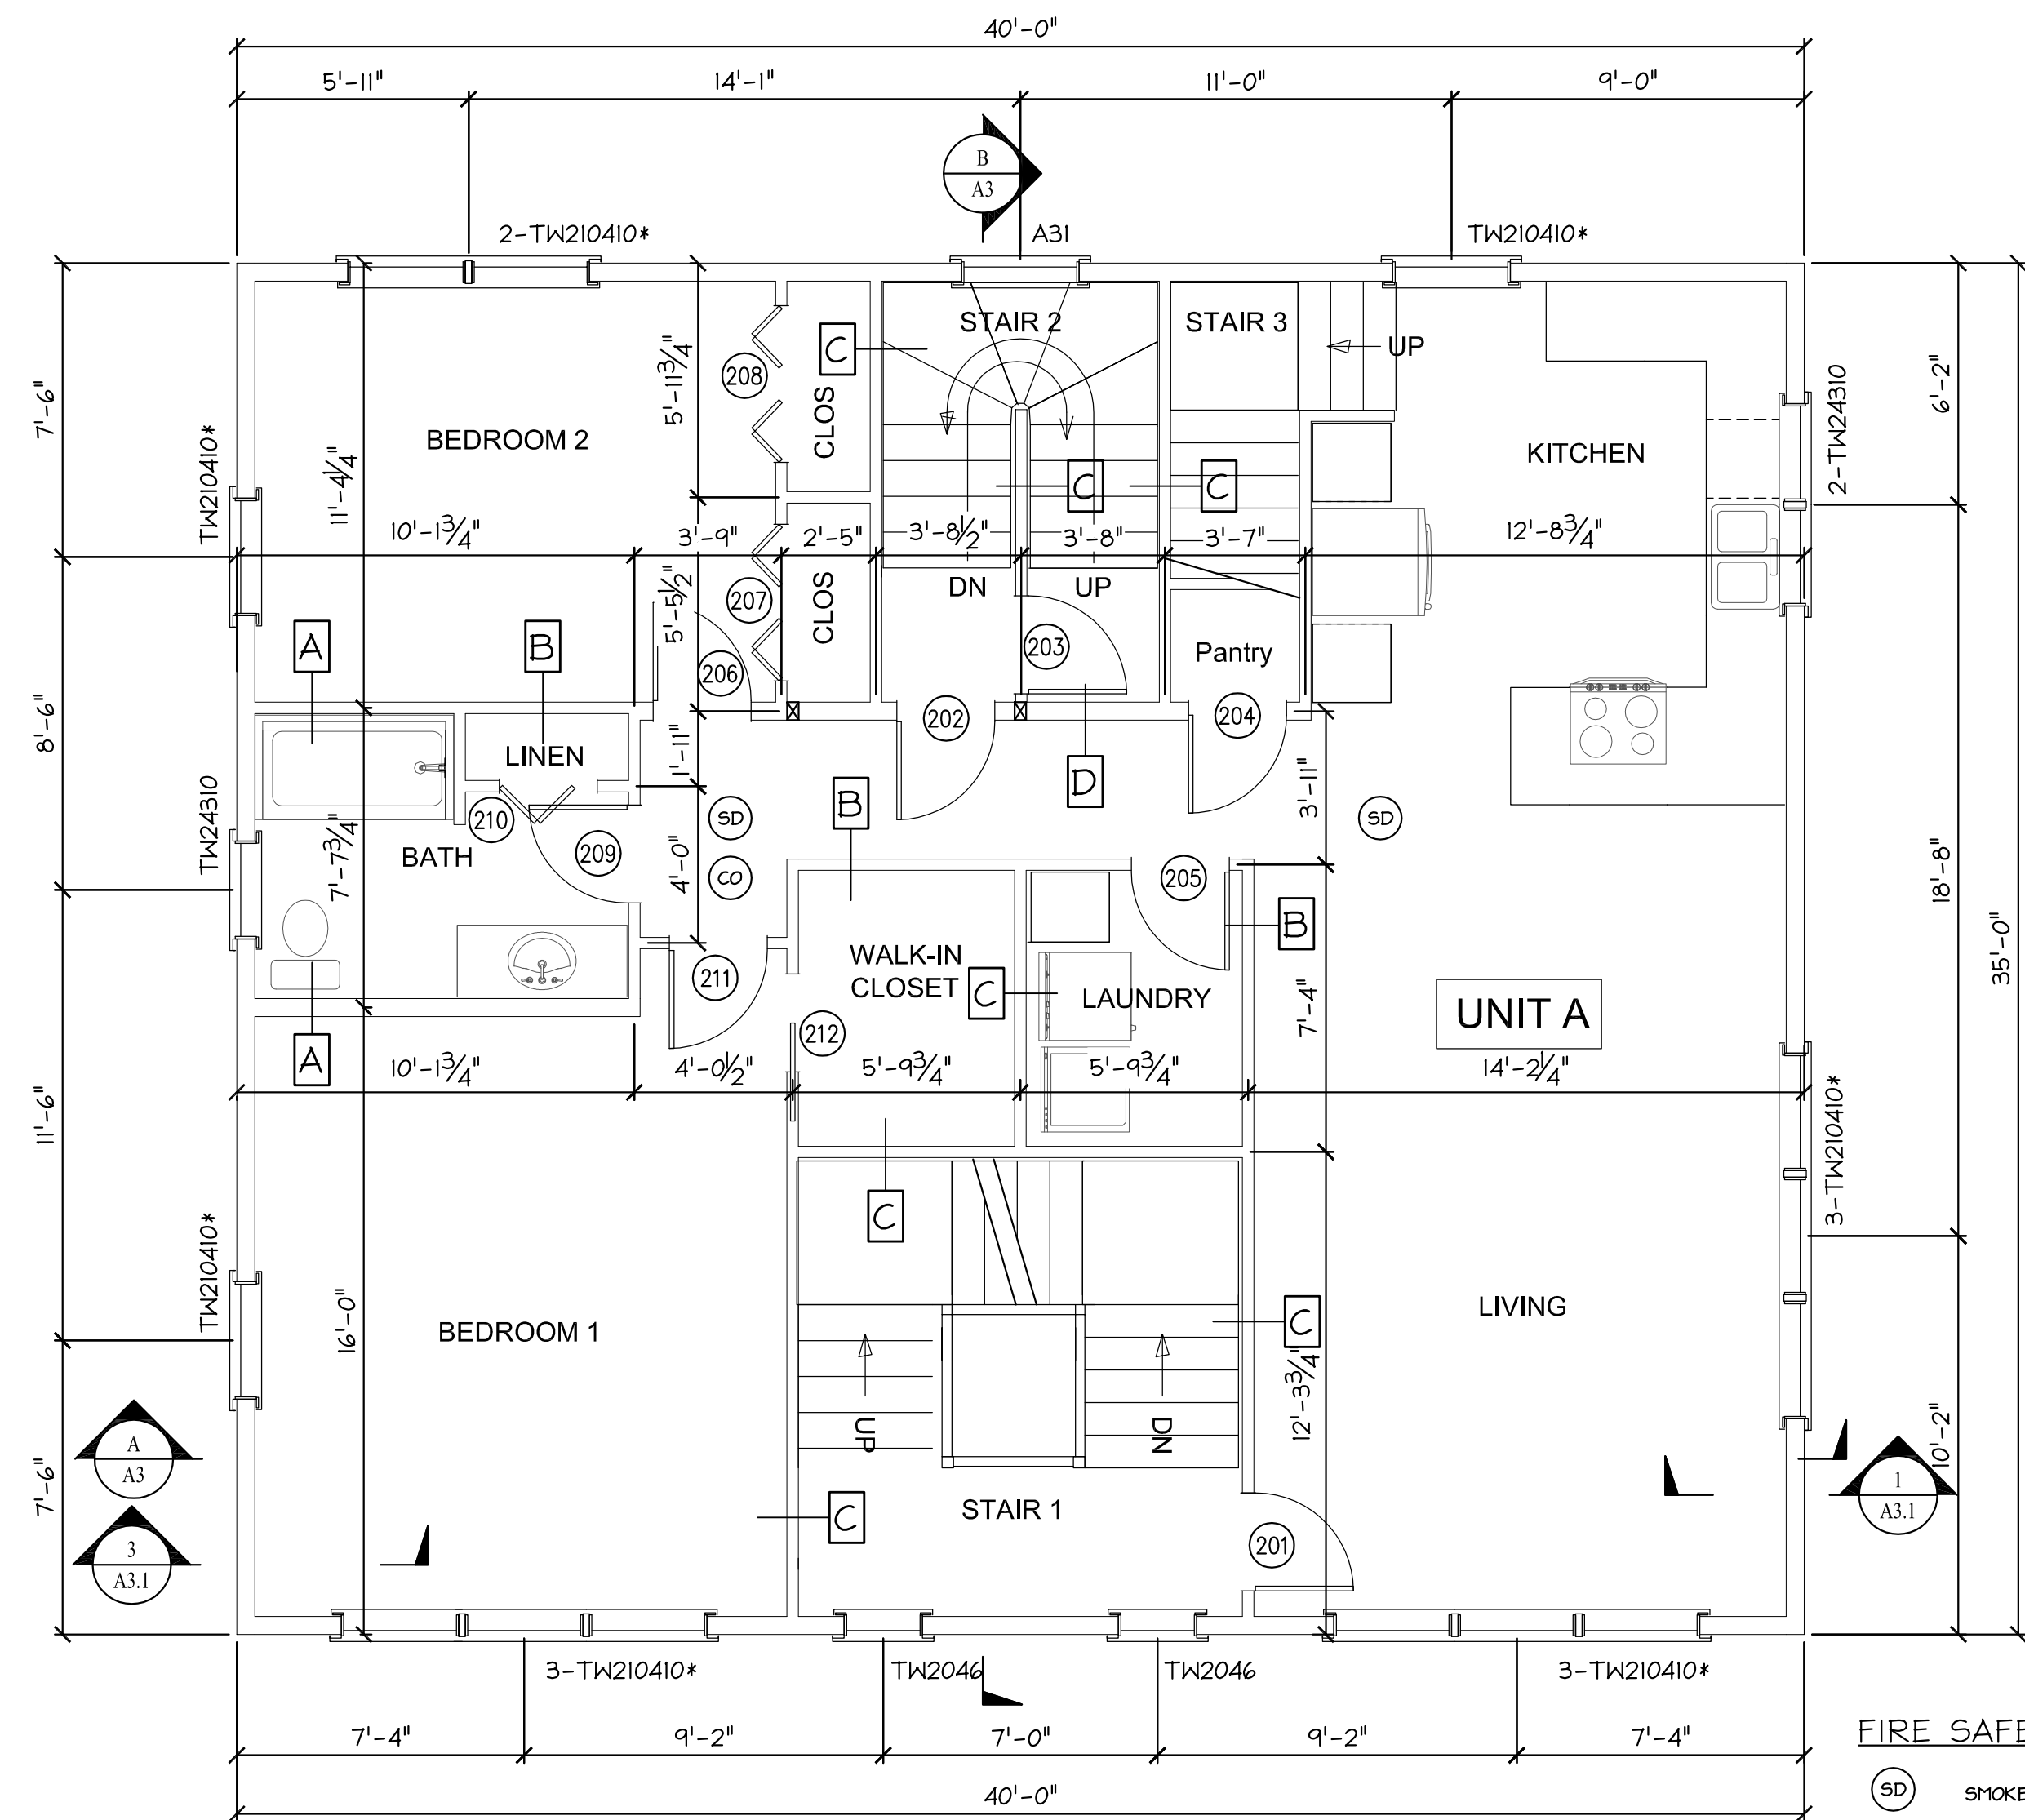 40'-0"
5'-11" 14'-1" 11'-0" 9'-0"
B
A3
2-TW210410* A31 TW210410*
STAIR 2 STAIR 3
C UP
208
5'-11 3/4"
CLOS
7'-6"
6'-2"
TW210410*
2-TW24310
BEDROOM 2 KITCHEN
11'-4 1/4"
C C
10'-1 3/4" 3'-9" 2'-5" 3'-8 1/2" 3'-8" 3'-7" 12'-8 3/4"
DN UP
207
CLOS
5'-5 1/2"
A B 206 203 Pantry
8'-6"
202 204
LINEN 1'-11" D 3'-11"
TW24310
210 SD B SD
BATH 209
7'-7 3/4"
4'-0" CO 205
18'-8"
B
35'-0"
WALK-IN
CLOSET
211 C LAUNDRY
UNIT A
212
7'-4"
A
10'-1 3/4" 4'-0 1/2" 5'-9 3/4" 5'-9 3/4" 14'-2 1/4"
11'-6"
3-TW210410*
C
TW210410*
16'-0"
BEDROOM 1 C LIVING
12'-3 3/4"
UP DN
10'-2"
A
A3
1
A3.1
7'-6"
C STAIR 1
201
3
A3.1
3-TW210410* TW2046 TW2046 3-TW210410*
7'-4" 9'-2" 7'-0" 9'-2" 7'-4"
FIRE SAFE
40'-0"
SD SMOKE